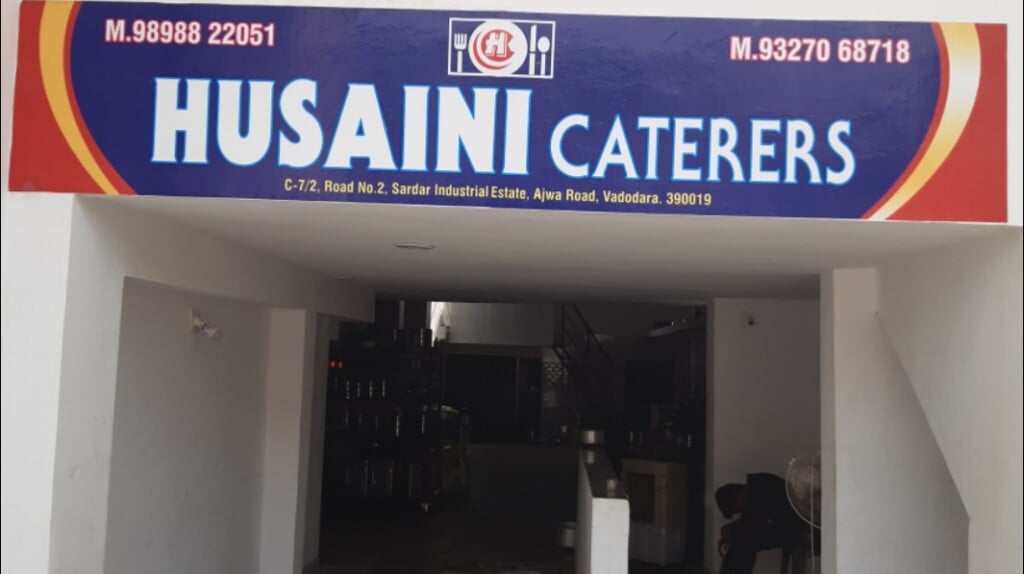 M.98988 22051
M.93270 68718
HUSAINI CATERERS
C-7/2, Road No.2, Sardar Industrial Estate, Ajwa Road, Vadodara. 390019